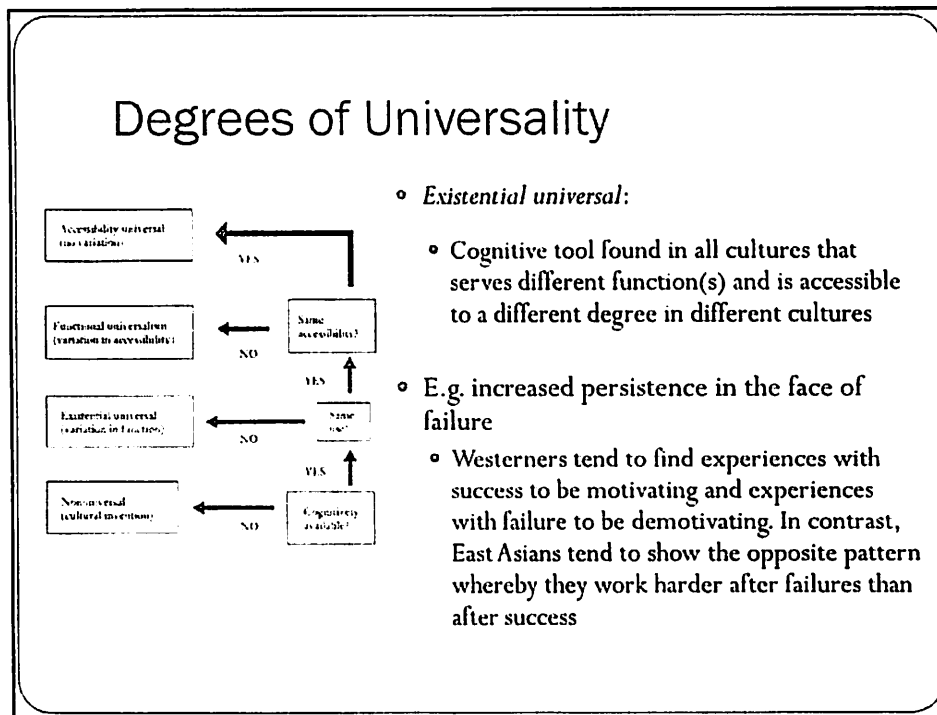 Degrees of Universality
Accessibility universal
(no variation)
YES
Functional universalism
(variation in accessibility)
NO
Same
accessibility?
YES
Existential universal
(variation in function)
NO
Same
use?
YES
Nonuniversal
(cultural invention)
NO
Cognitively
available?
Existential universal:
Cognitive tool found in all cultures that
serves different function(s) and is accessible
to a different degree in different cultures
E.g. increased persistence in the face of
failure
Westerners tend to find experiences with
success to be motivating and experiences
with failure to be demotivating. In contrast,
East Asians tend to show the opposite pattern
whereby they work harder after failures than
after success